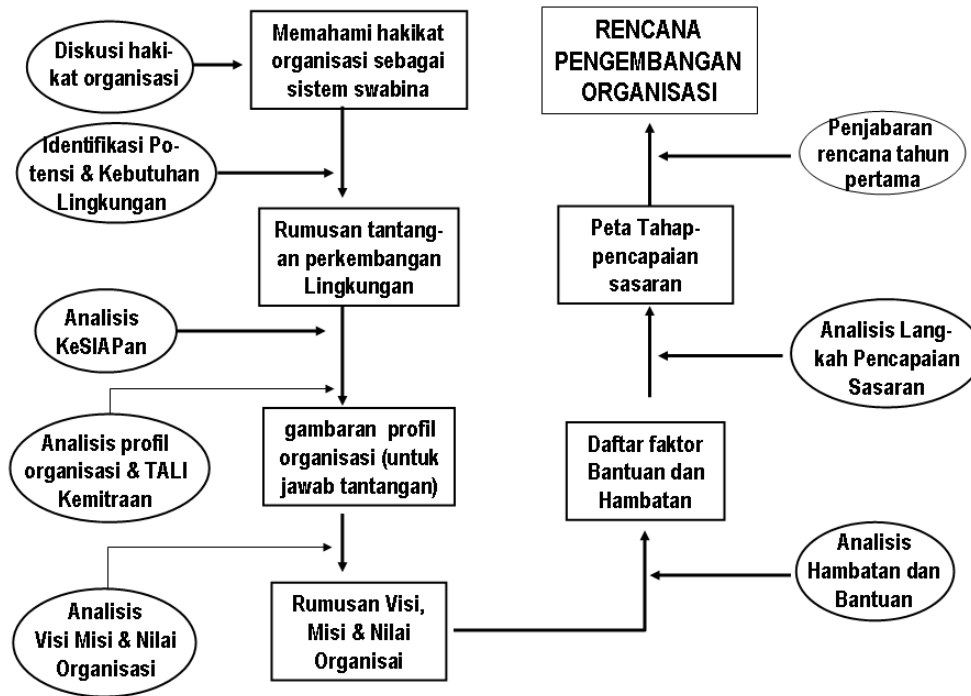 Diskusi haki-
kat organisasi
Memahami hakikat
organisasi sebagai
sistem swabina
RENCANA
PENGEMBANGAN
ORGANISASI
Identifikasi Po-
tensi & Kebutuhan
Lingkungan
Penjabaran
rencana tahun
pertama
Rumusan tantang-
an perkembangan
Lingkungan
Peta Tahap-
pencapaian
sasaran
Analisis
KeSIAPan
Analisis Lang-
kah Pencapaian
Sasaran
Analisis profil
organisasi & TALI
Kemitraan
gambaran profil
organisasi (untuk
jawab tantangan)
Daftar faktor
Bantuan dan
Hambatan
Analisis
Hambatan dan
Bantuan
Analisis
Visi Misi & Nilai
Organisasi
Rumusan Visi,
Misi & Nilai
Organisai